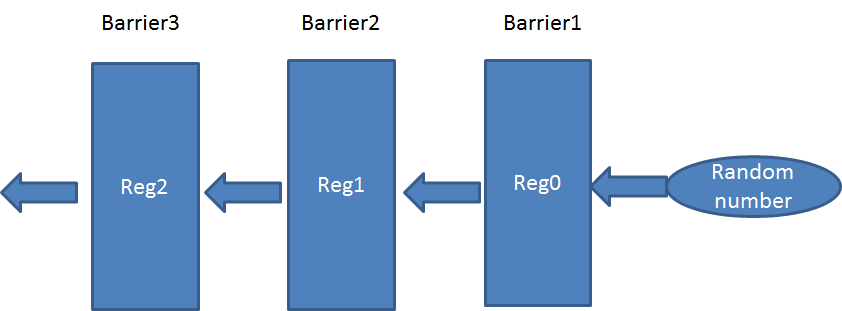 Barrier3
Barrier2
Barrier1
Reg2
Reg1
Reg0
Random
number